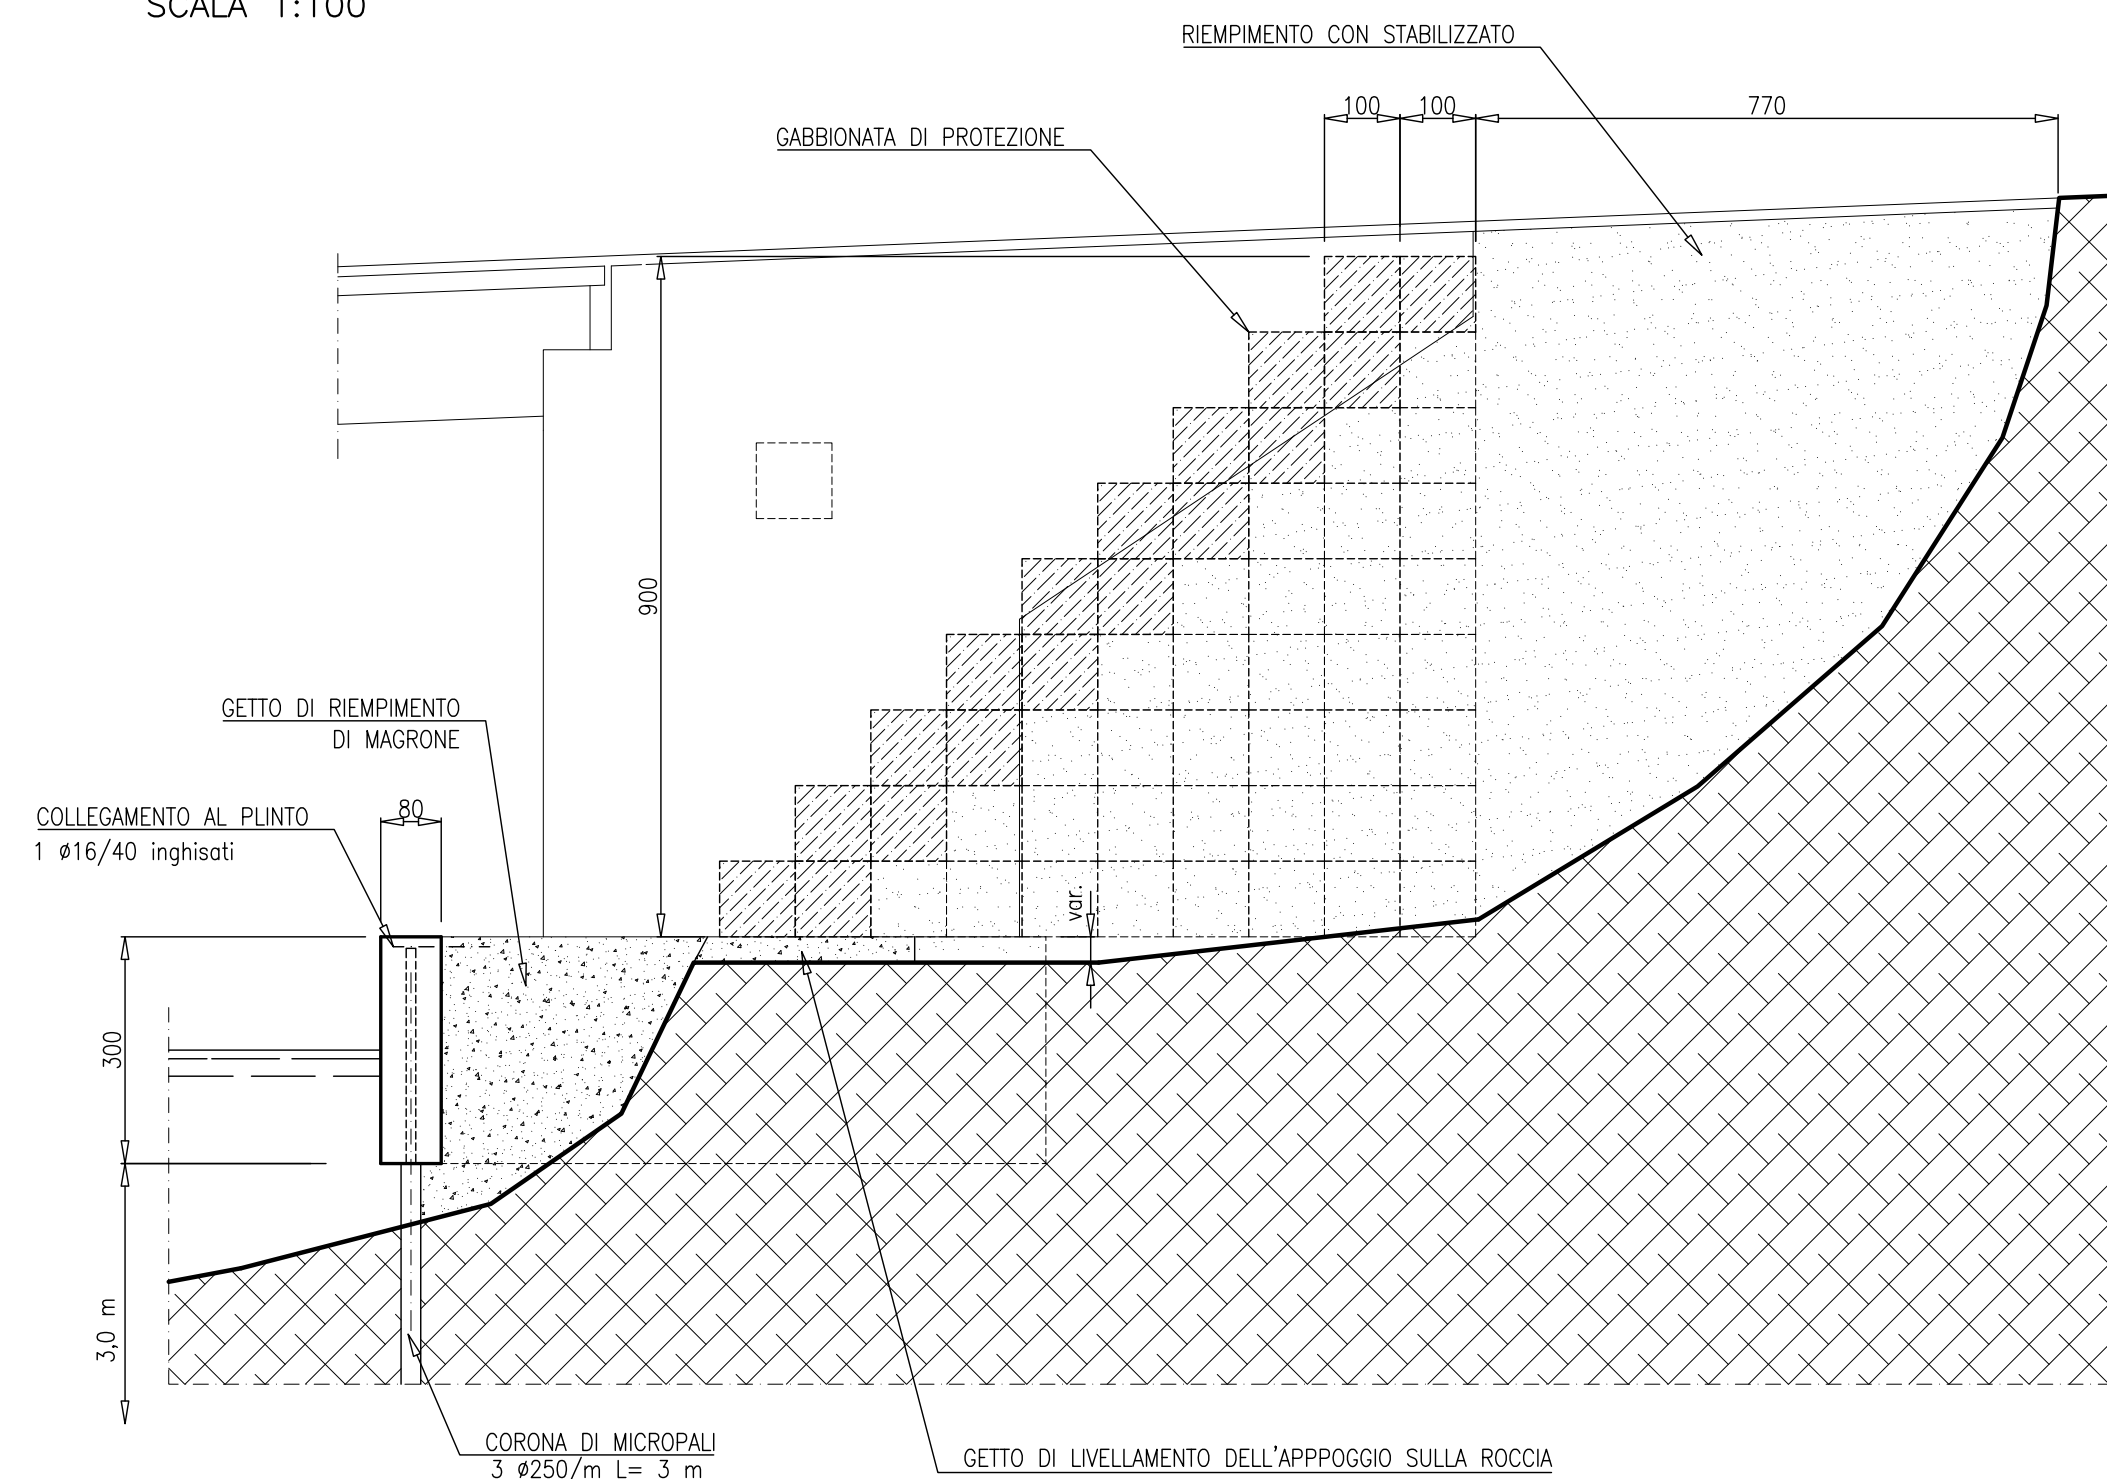 SCALA 1:100
RIEMPIMENTO CON STABILIZZATO
100
100
770
GABBIONATA DI PROTEZIONE
900
GETTO DI RIEMPIMENTO
DI MAGRONE
80
COLLEGAMENTO AL PLINTO
1 ø16/40 inghisati
var.
300
3,0 m
CORONA DI MICROPALI
3 ø250/m L= 3 m
GETTO DI LIVELLAMENTO DELL'APPPOGGIO SULLA ROCCIA